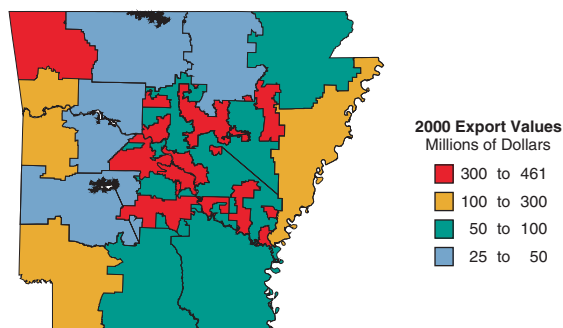 2000 Export Values
Millions of Dollars
300 to 461
100 to 300
50 to 100
25 to 50